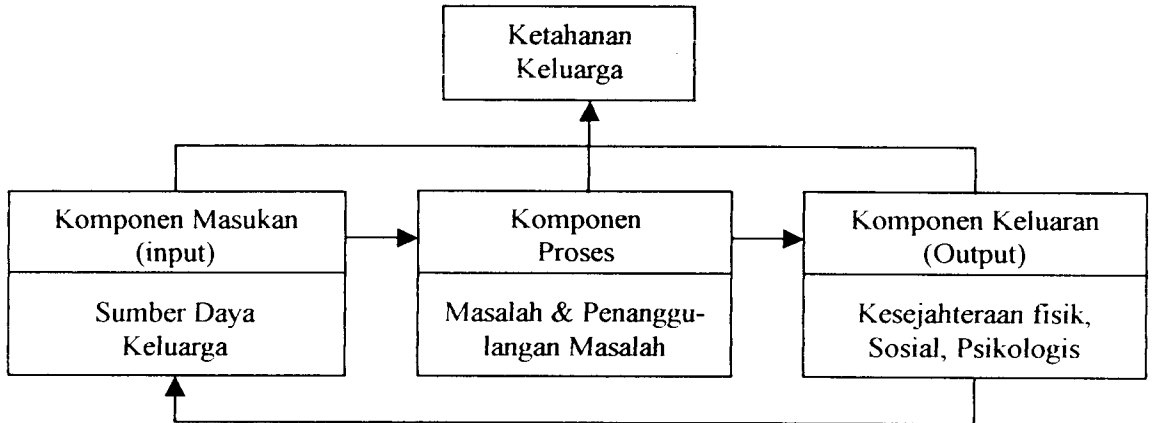 Ketahanan
Keluarga
Komponen Masukan
(input)
Sumber Daya
Keluarga
Komponen
Proses
Masalah & Penanggu-
langan Masalah
Komponen Keluaran
(Output)
Kesejahteraan fisik,
Sosial, Psikologis